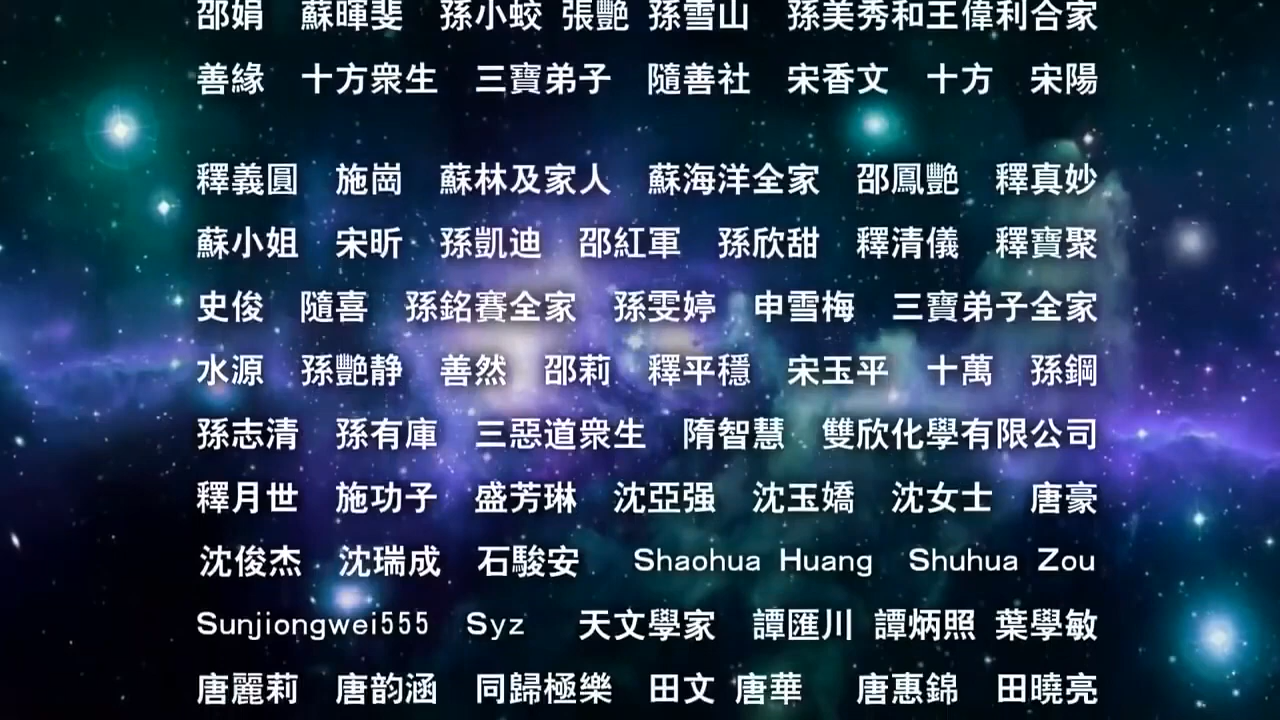 邵娟 蘇暉斐 孫小蛟 張艷 孫雪山 孫美秀和王偉利合家
善緣 十方衆生 三寶弟子 隨善社 宋香文 十方 宋陽
釋義圓 施崗 蘇林及家人 蘇海洋全家 邵鳳艷 釋真妙
蘇小姐 宋昕 孫凱迪 邵紅軍 孫欣甜 釋清儀 釋寶聚
史俊 隨喜 孫銘賽全家 孫雯婷 申雪梅 三寶弟子全家
水源 孫艷静 善然 邵莉 釋平穩 宋玉平 十萬 孫鋼
孫志清 孫有庫 三惡道衆生 隋智慧 雙欣化學有限公司
釋月世 施功子 盛芳琳 沈亞强 沈玉嬌 沈女士 唐豪
沈俊杰 沈瑞成 石駿安 Shaohua Huang Shuhua Zou
Sunjiongwei555 Syz 天文學家 譚匯川 譚炳照 葉學敏
唐麗莉 唐韵涵 同歸極樂 田文 唐華 唐惠錦 田曉亮